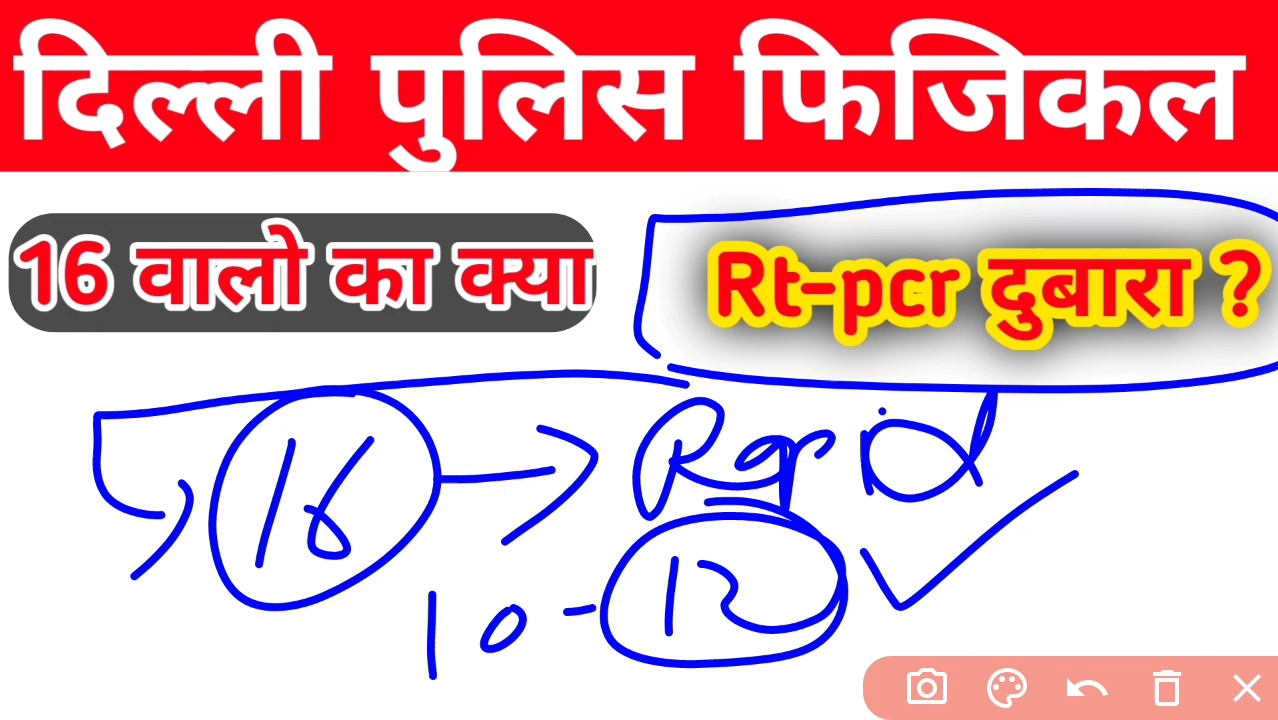 दिल्ली पुलिस फिजिकल
16 वालो का क्या
Rt-pcr दुबारा ?
16 → Rapid
10-12